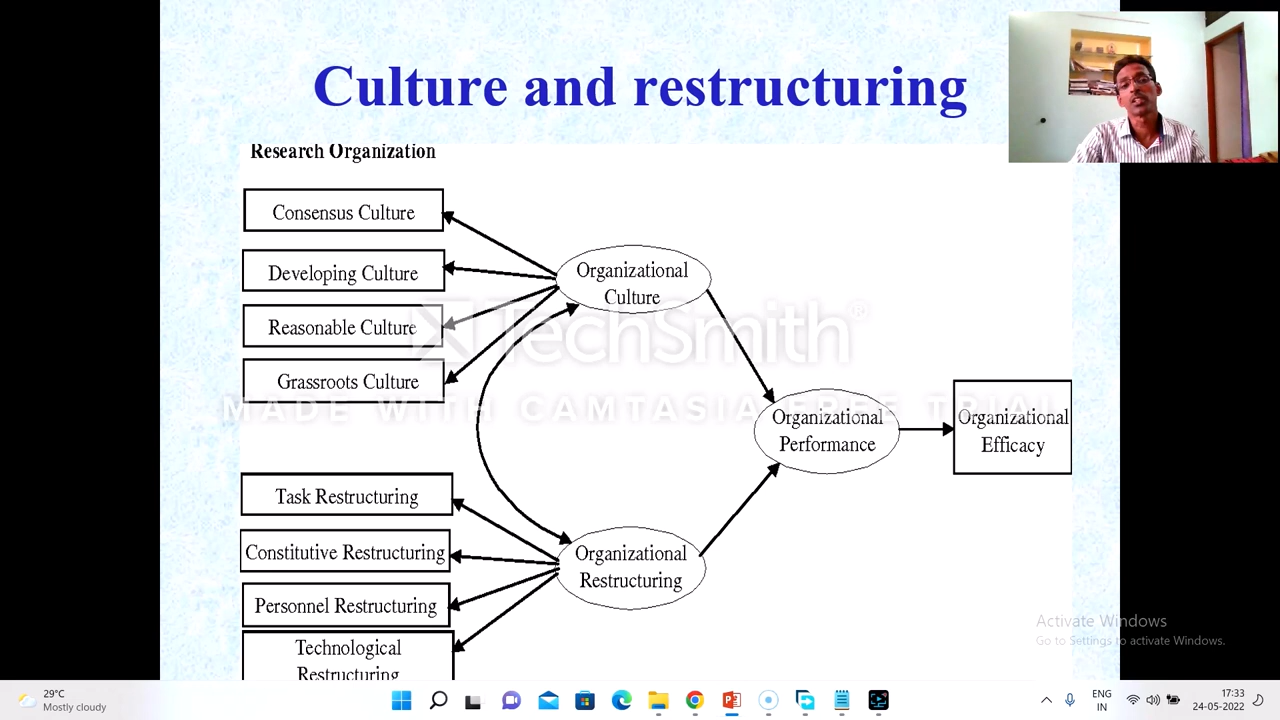 Culture and restructuring
Research Organization
Consensus Culture
Developing Culture
Reasonable Culture
Grassroots Culture
Organizational
Culture
TechSmith®
MADE WITH CAMTASIA FREE TRIAL
Organizational
Performance
Organizational
Efficacy
Task Restructuring
Constitutive Restructuring
Personnel Restructuring
Technological
Restructuring
Organizational
Restructuring
Activate Windows
Go to Settings to activate Windows.
29°C
Mostly cloudy
ENG
IN
17:33
24-05-2022